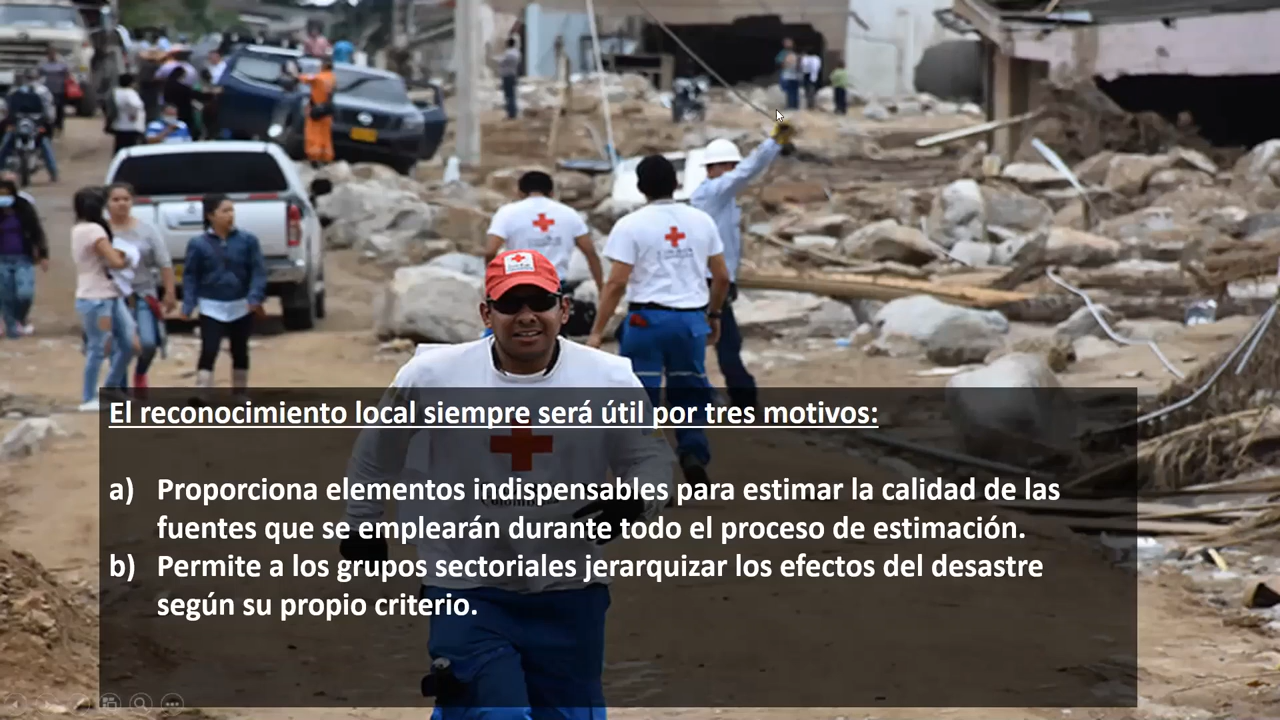 El reconocimiento local siempre será útil por tres motivos:
a) Proporciona elementos indispensables para estimar la calidad de las
fuentes que se emplearán durante todo el proceso de estimación.
b) Permite a los grupos sectoriales jerarquizar los efectos del desastre
según su propio criterio.